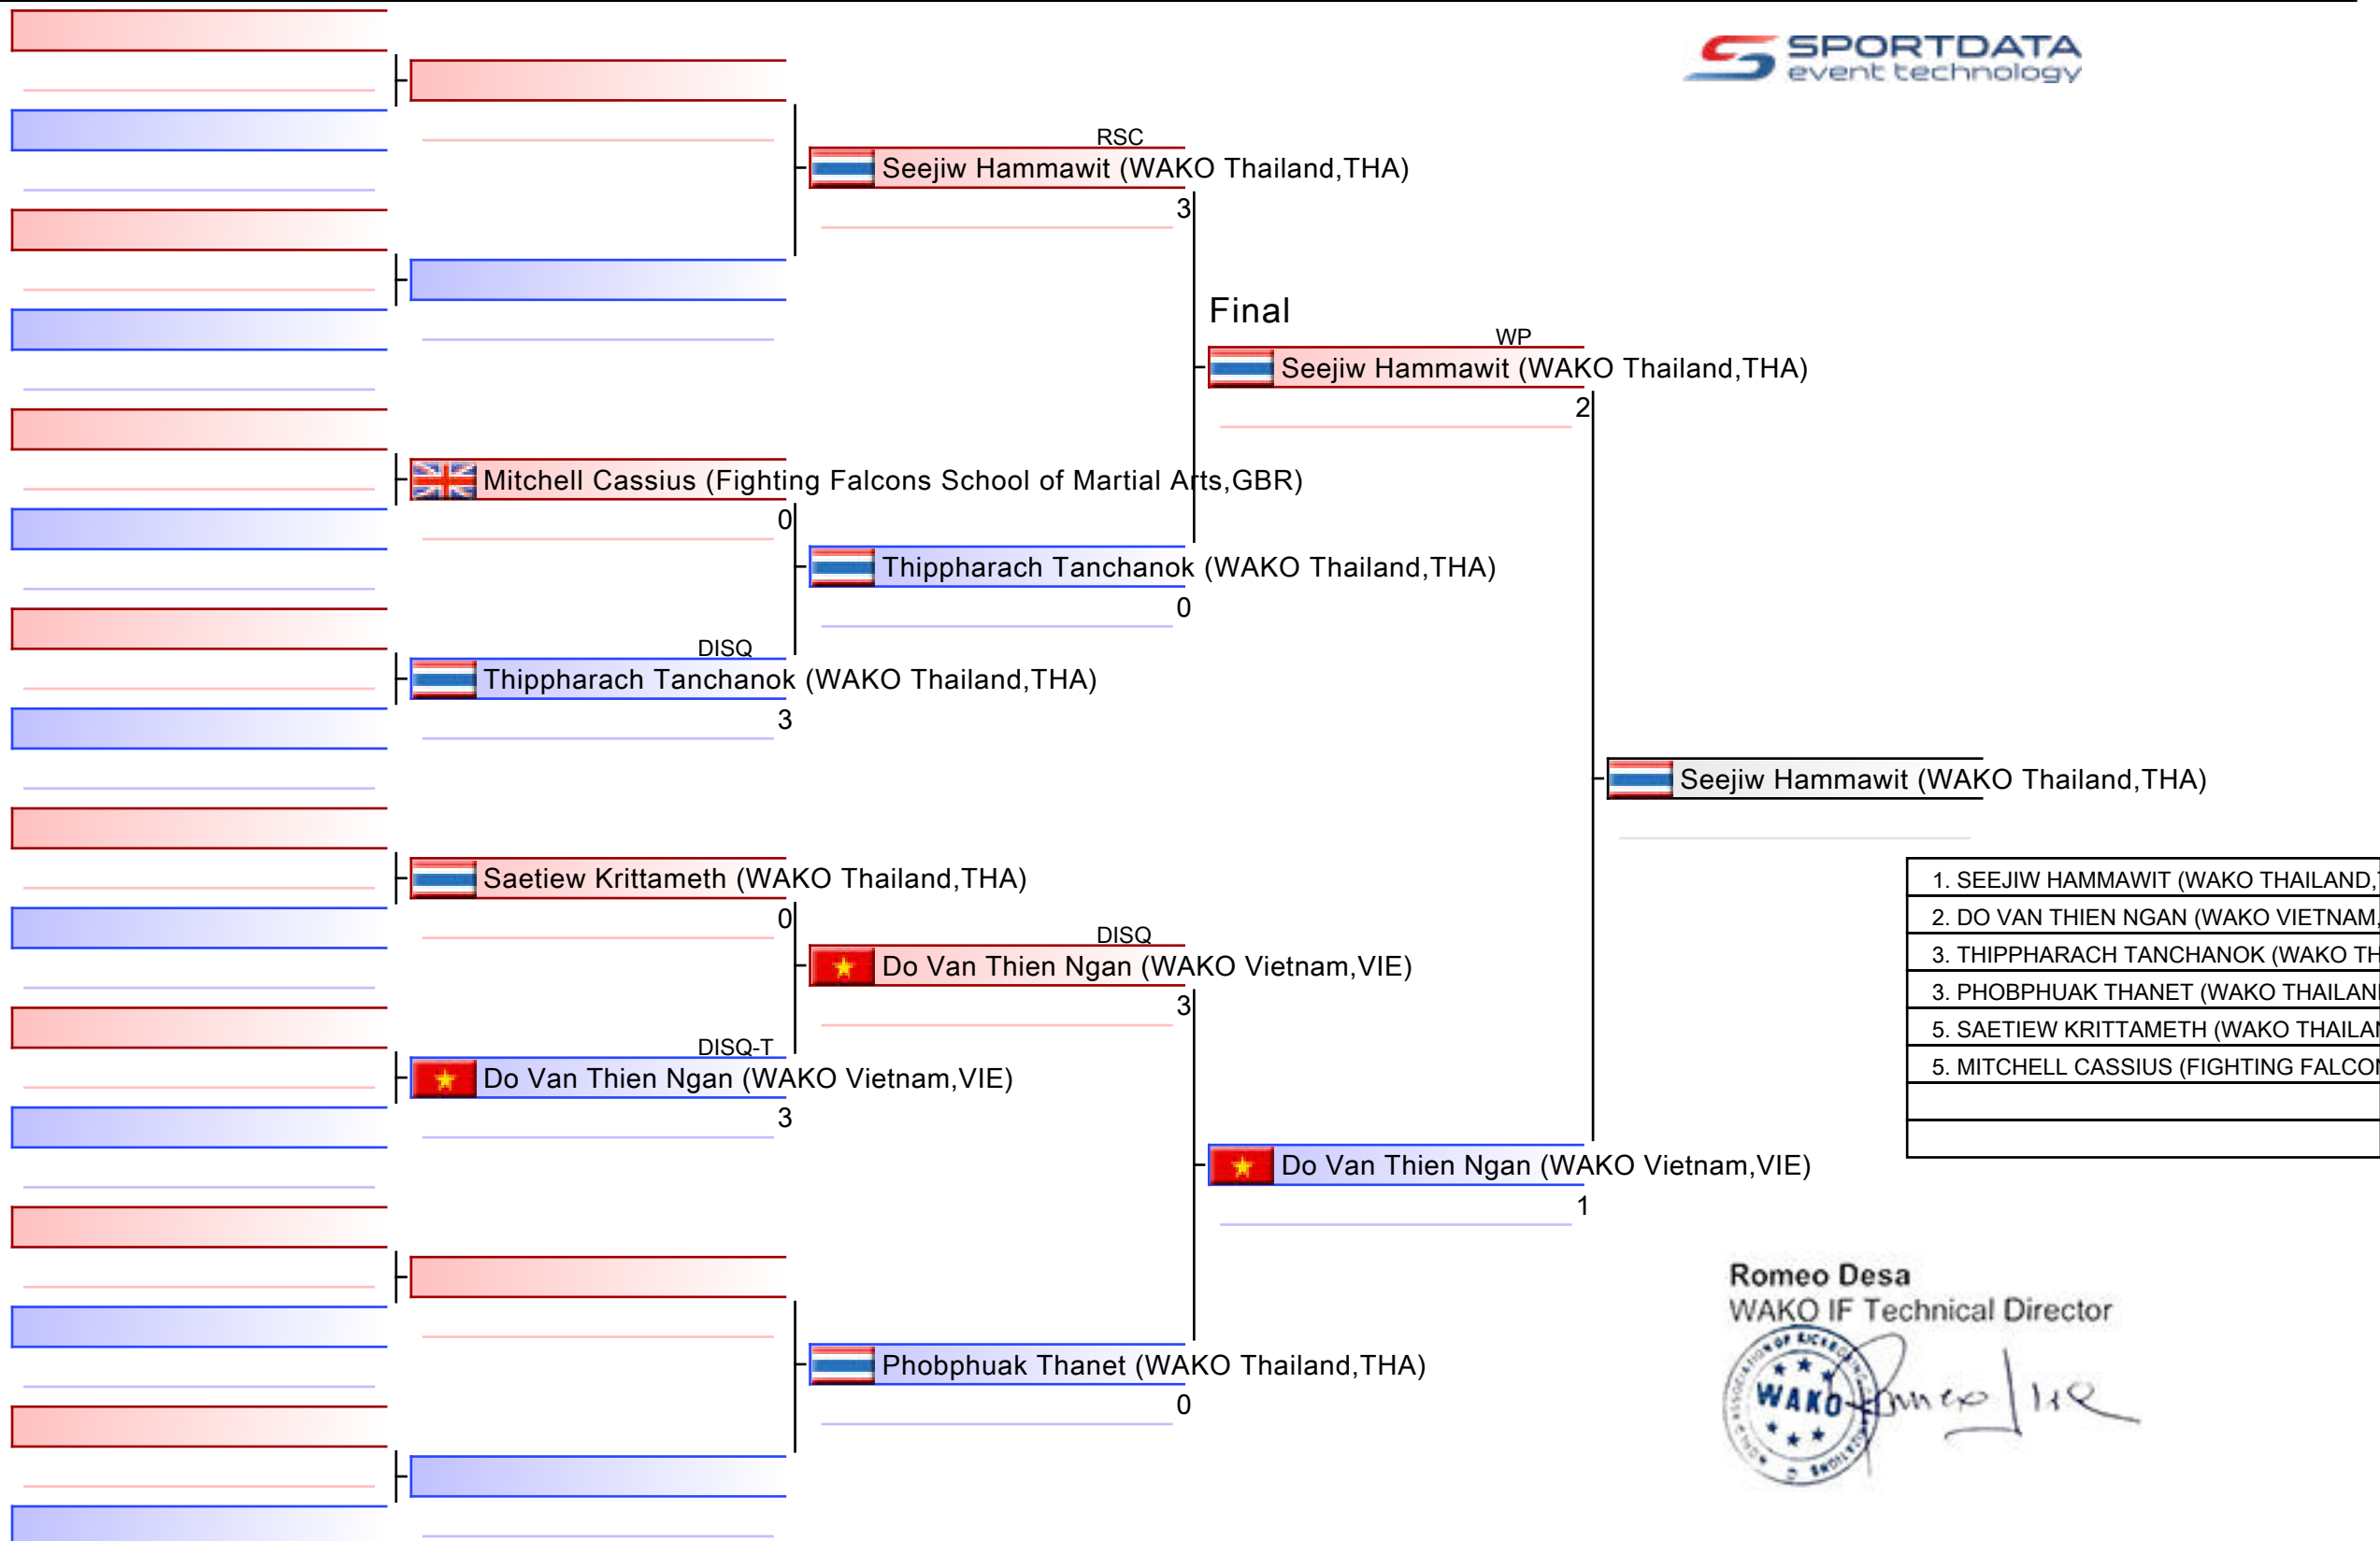 SPORTDATA
event technology
RSC
Seejiw Hammawit (WAKO Thailand,THA)
3
Final
WP
Seejiw Hammawit (WAKO Thailand,THA)
2
Mitchell Cassius (Fighting Falcons School of Martial Arts,GBR)
0
Thippharach Tanchanok (WAKO Thailand,THA)
0
DISQ
Thippharach Tanchanok (WAKO Thailand,THA)
3
Seejiw Hammawit (WAKO Thailand,THA)
Saetiew Krittameth (WAKO Thailand,THA)
0
DISQ
Do Van Thien Ngan (WAKO Vietnam,VIE)
3
DISQ-T
Do Van Thien Ngan (WAKO Vietnam,VIE)
3
Do Van Thien Ngan (WAKO Vietnam,VIE)
1
Phobphuak Thanet (WAKO Thailand,THA)
0
1. SEEJIW HAMMAWIT (WAKO THAILAND,
2. DO VAN THIEN NGAN (WAKO VIETNAM,
3. THIPPHARACH TANCHANOK (WAKO TH
3. PHOBPHUAK THANET (WAKO THAILAN
5. SAETIEW KRITTAMETH (WAKO THAILA
5. MITCHELL CASSIUS (FIGHTING FALCO
Romeo Desa
WAKO IF Technical Director
WAKO